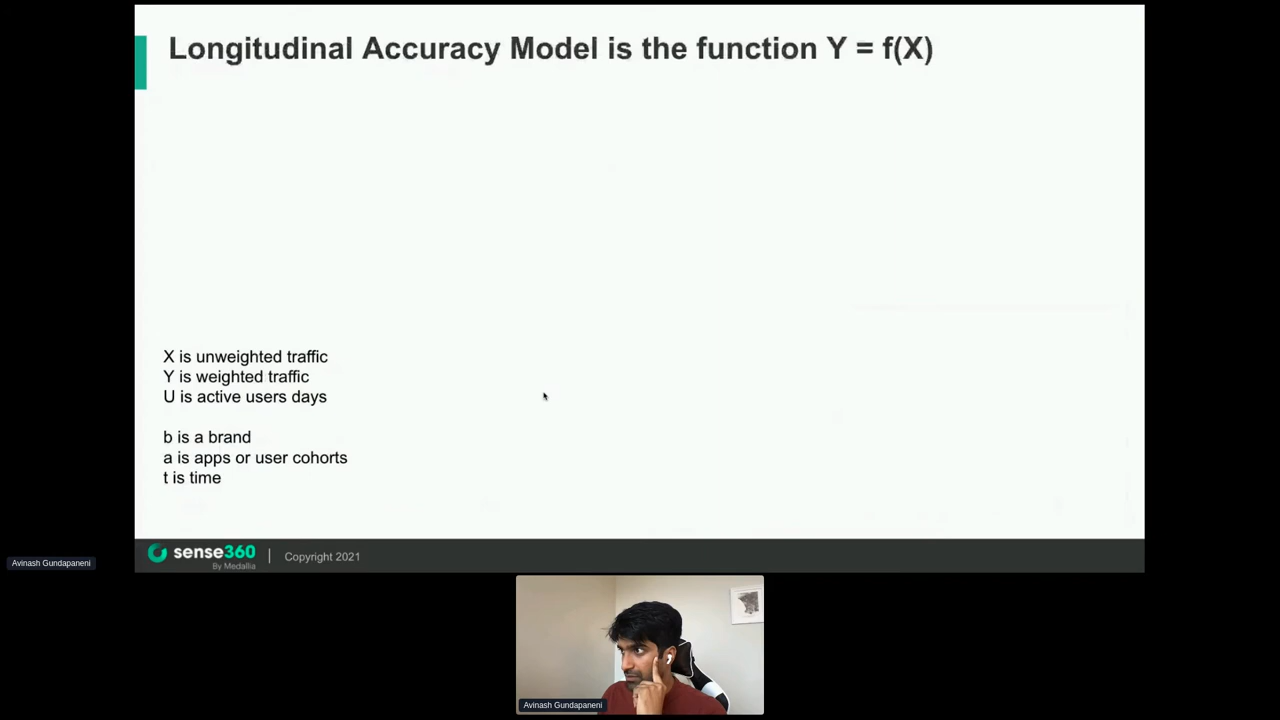 Longitudinal Accuracy Model is the function Y = f(X)
X is unweighted traffic
Y is weighted traffic
U is active users days
b is a brand
a is apps or user cohorts
t is time
sense360
By Medallia
Copyright 2021
Avinash Gundapaneni
Avinash Gundapaneni